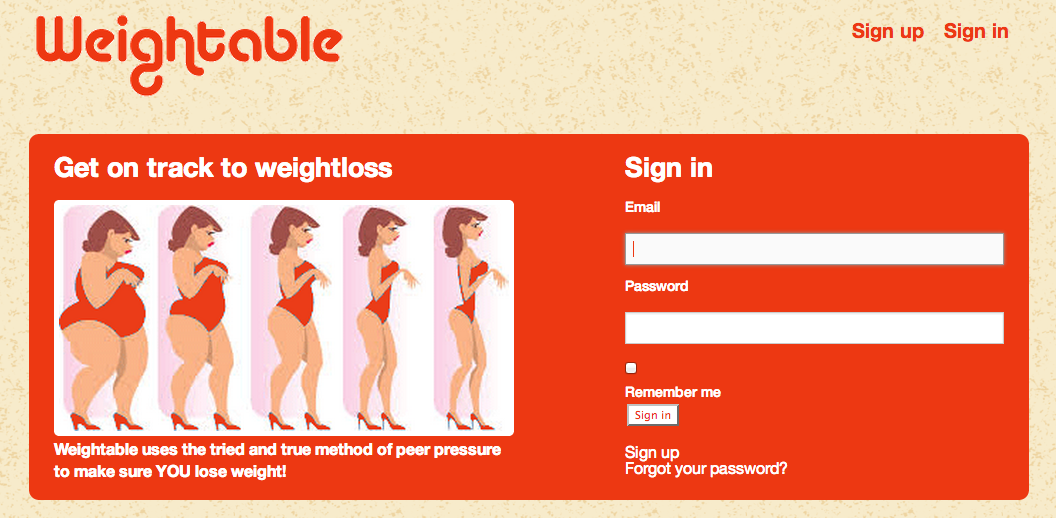 Weightable
Sign up Sign in
Get on track to weightloss
Weightable uses the tried and true method of peer pressure
to make sure YOU lose weight!
Sign in
Email
Password
Remember me
Sign in
Sign up
Forgot your password?